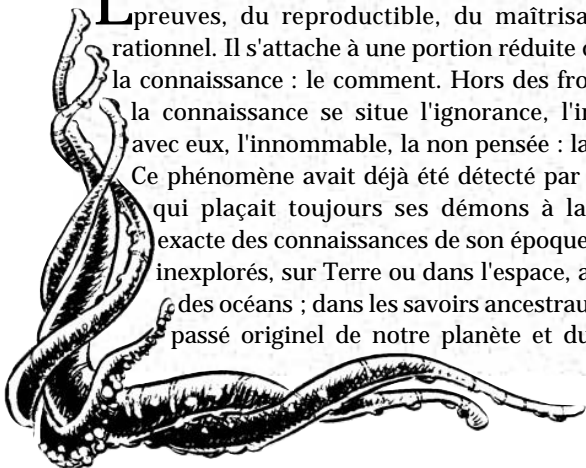 L
preuves, du reproductible, du maîtrisa
rationnel. Il s'attache à une portion réduite
la connaissance : le comment. Hors des fro
la connaissance se situe l'ignorance, l'i
avec eux, l'innommable, la non pensée : la
Ce phénomène avait déjà été détecté par
qui plaçait toujours ses démons à la
exacte des connaissances de son époque
inexplorés, sur Terre ou dans l'espace, a
des océans ; dans les savoirs ancestrau
passé originel de notre planète et du